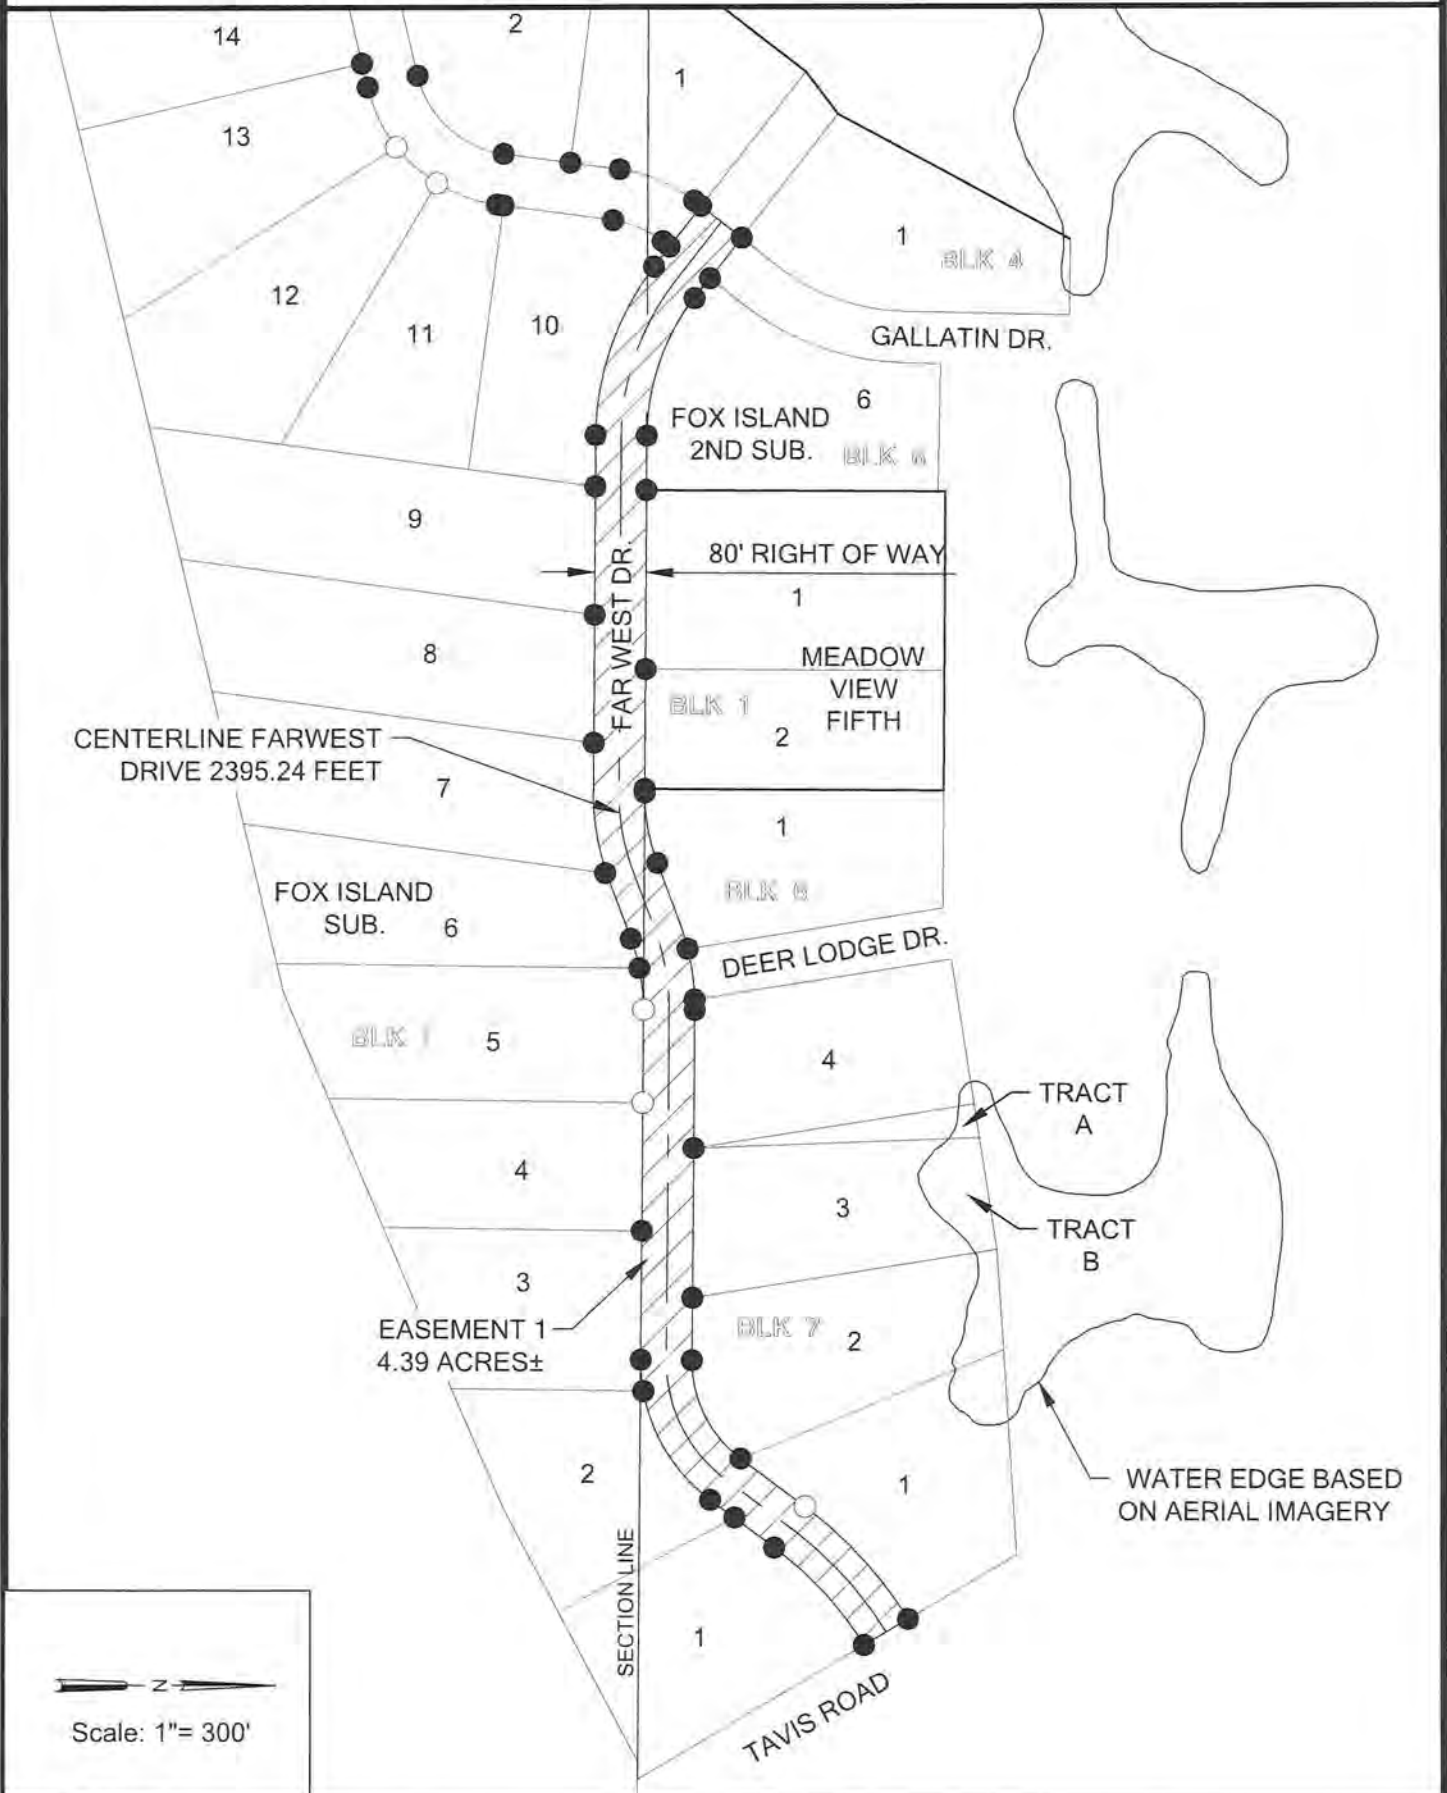 14
2
1
13
1
BLK 4
12
11
10
GALLATIN DR.
6
FOX ISLAND
2ND SUB.
BLK 6
9
80' RIGHT OF WAY
FAR WEST DR.
1
8
MEADOW
VIEW
FIFTH
BLK 1
2
CENTERLINE FARWEST
DRIVE 2395.24 FEET
7
1
FOX ISLAND
SUB.
6
DEER LODGE DR.
5
4
TRACT
A
4
3
TRACT
B
3
EASEMENT 1
4.39 ACRES±
BLK 7
2
2
1
WATER EDGE BASED
ON AERIAL IMAGERY
SECTION LINE
1
TAVIS ROAD
N
Scale: 1"= 300'